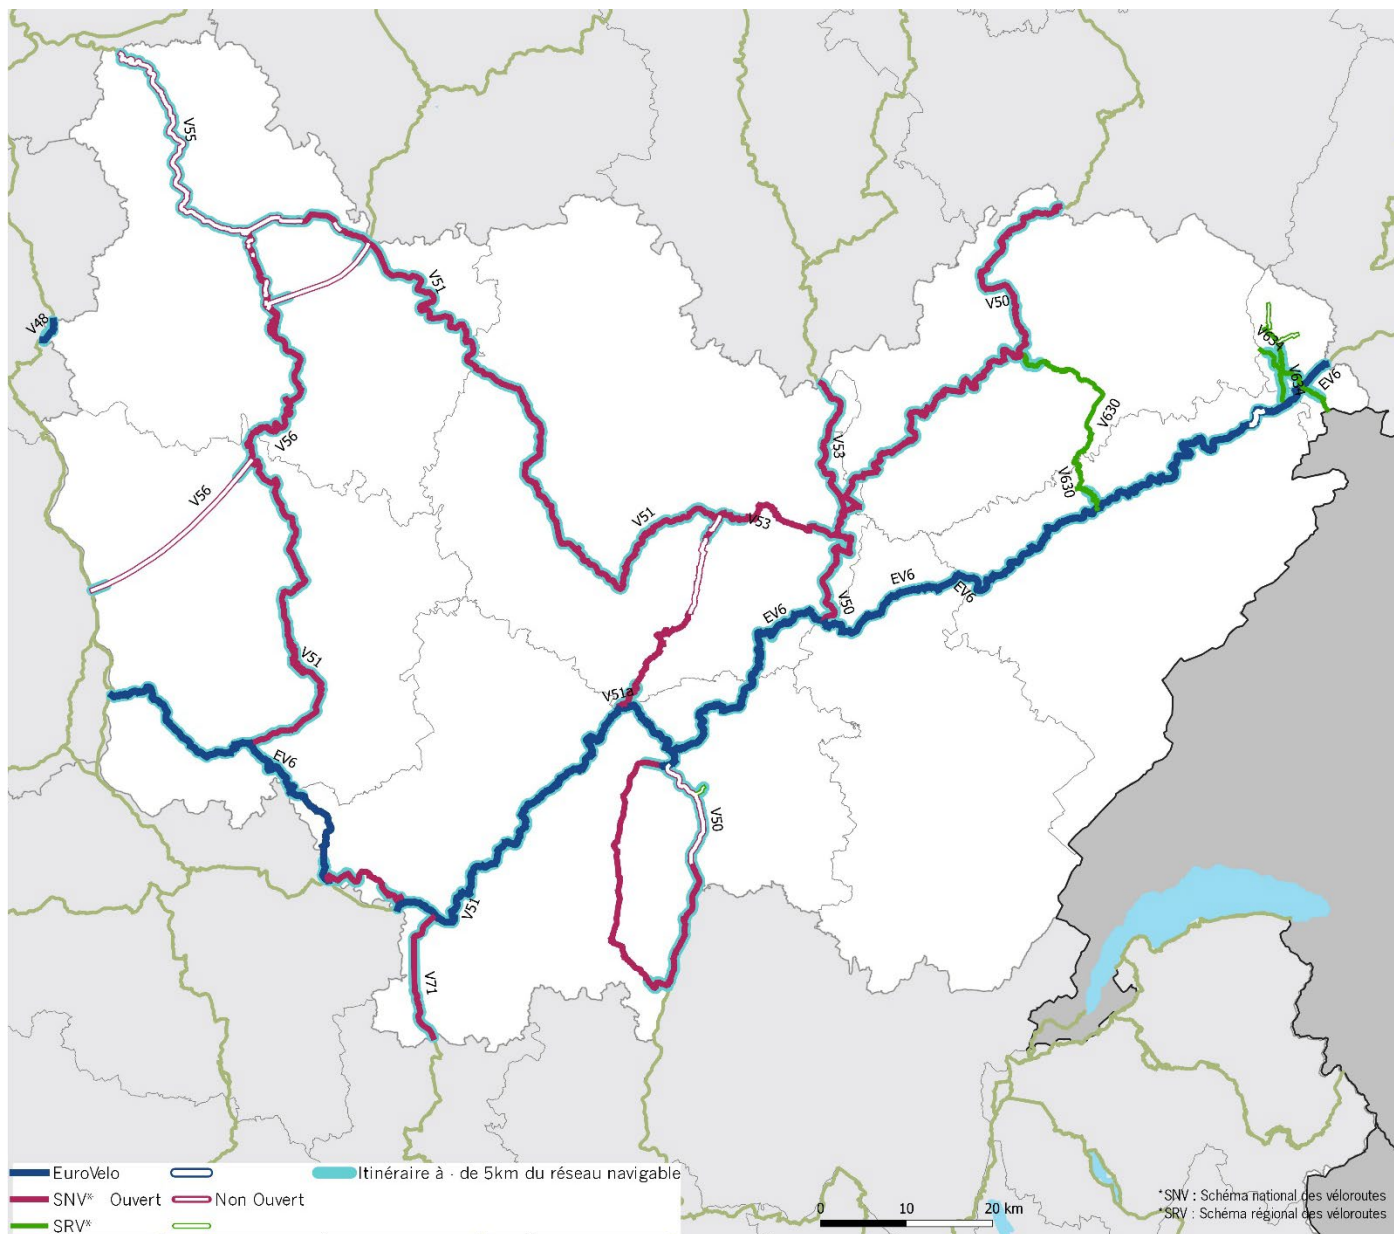 V55
V51
V48
V50
V634
V634
EV6
V56
V53
V630
V56
V630
V51
V53
EV6
EV6
V50
EV6
V51
V51a
EV6
V50
V51
V71
EuroVelo
Itinéraire à - de 5km du réseau navigable
SNV* Ouvert Non Ouvert
SRV*
0 10 20 km
*SNV : Schéma national des véloroutes
*SRV : Schéma régional des véloroutes